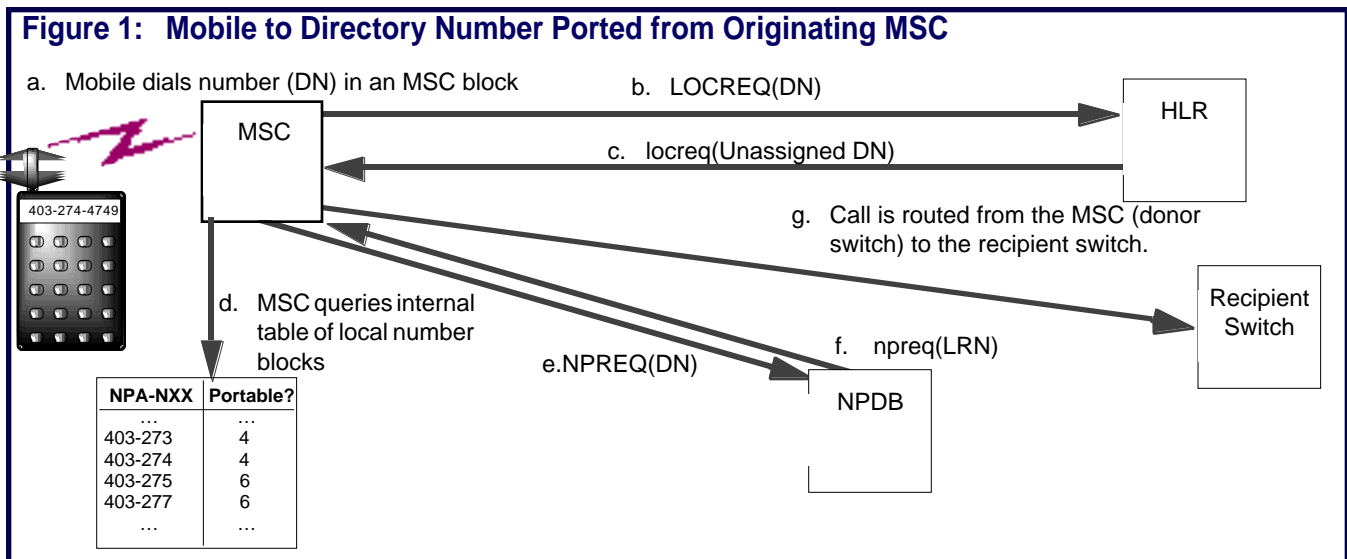 Figure 1: Mobile to Directory Number Ported from Originating MSC
a. Mobile dials number (DN) in an MSC block
b. LOCREQ(DN)
MSC
HLR
c. locreq(Unassigned DN)
403-274-4749
g. Call is routed from the MSC (donor
switch) to the recipient switch.
d. MSC queries internal
table of local number
blocks
Recipient
Switch
e.NPREQ(DN)
f. npreq(LRN)
NPDB
NPA-NXX Portable?
… …
403-273 4
403-274 4
403-275 6
403-277 6
… …